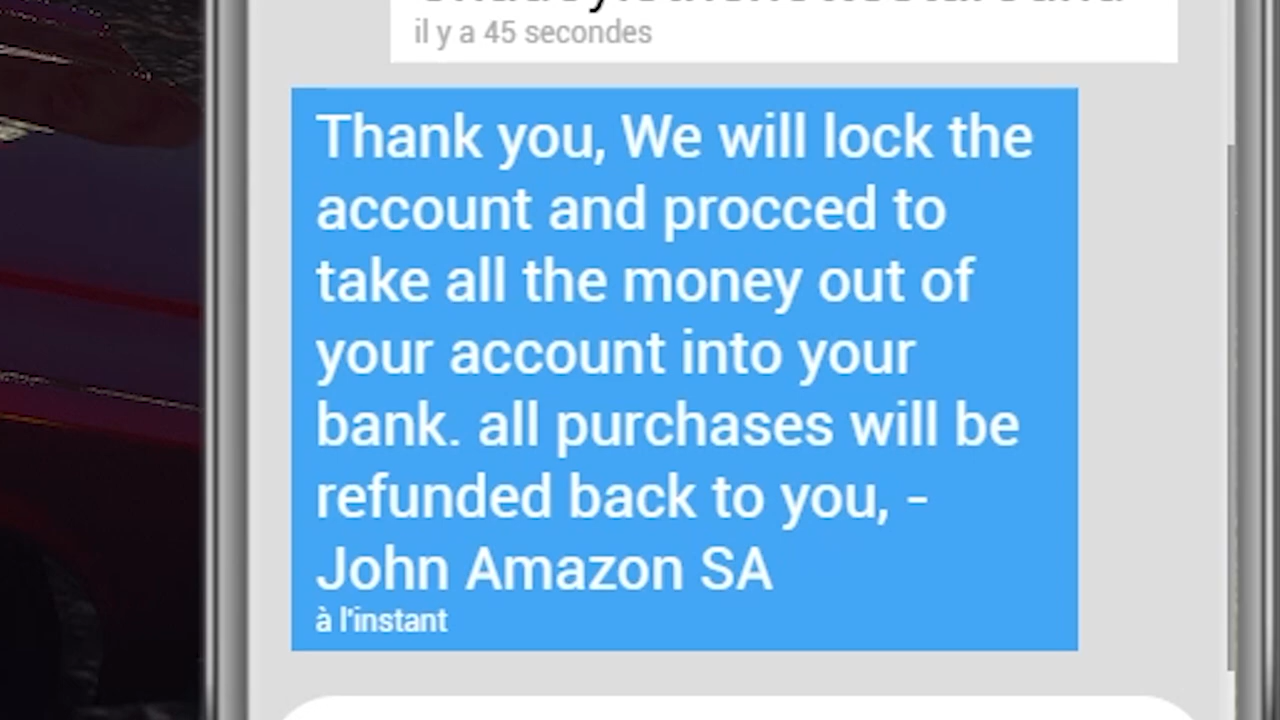 il y a 45 secondes
Thank you, We will lock the
account and procced to
take all the money out of
your account into your
bank. all purchases will be
refunded back to you, -
John Amazon SA
à l'instant